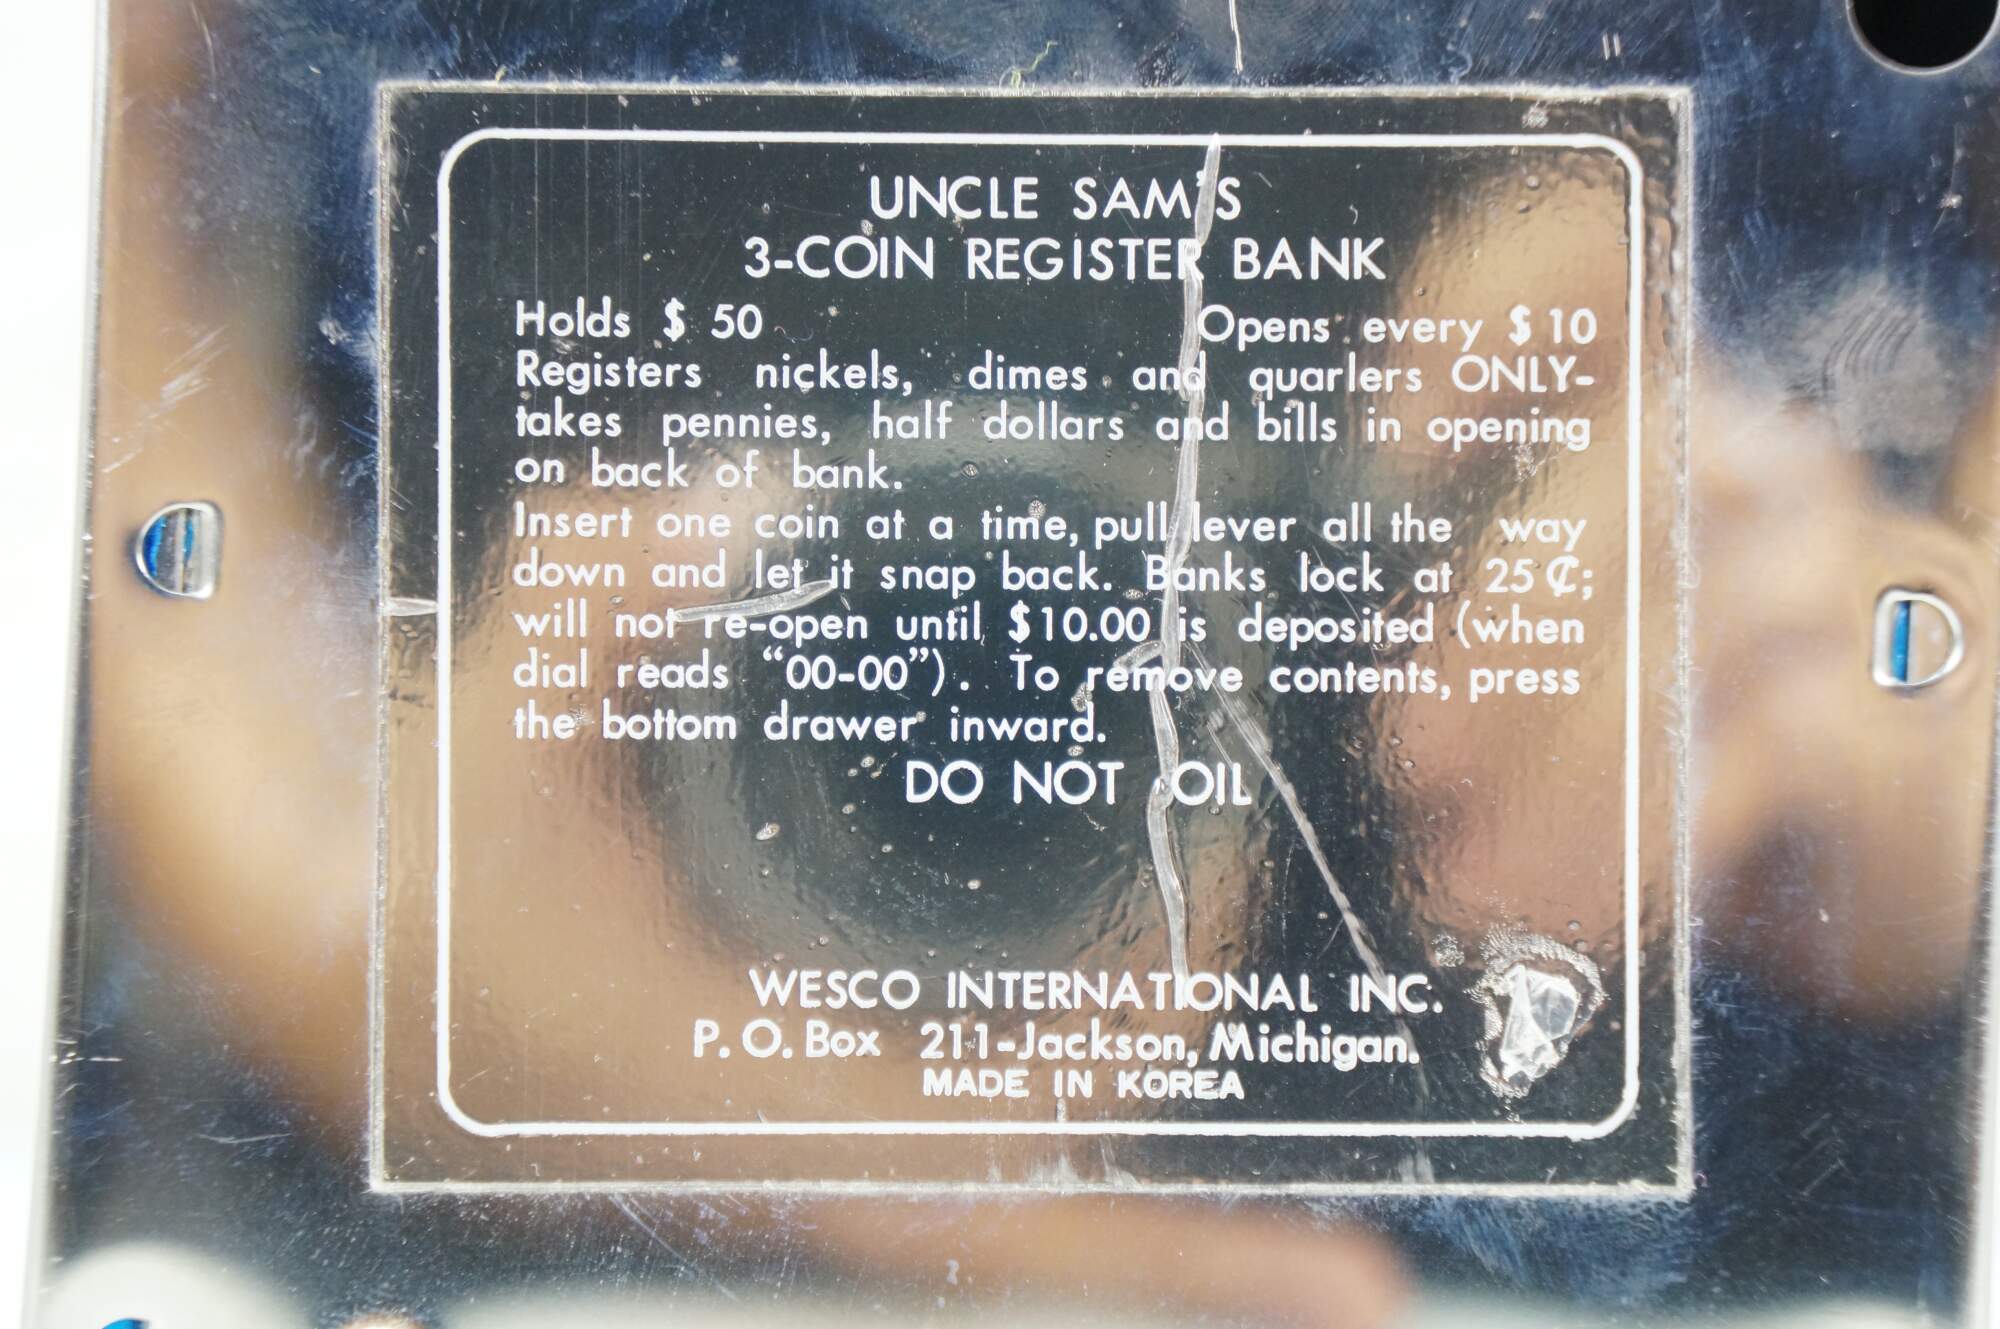 UNCLE SAM'S
3-COIN REGISTER BANK
Holds $ 50 Opens every $ 10
Registers nickels, dimes and quarlers ONLY-
takes pennies, half dollars and bills in opening
on back of bank.
Insert one coin at a time, pull lever all the way
down and let it snap back. Banks lock at 25 ₵;
will not re-open until $10.00 is deposited (when
dial reads “00-00”). To remove contents, press
the bottom drawer inward.
DO NOT OIL
WESCO INTERNATIONAL INC.
P. O. Box 211-Jackson, Michigan.
MADE IN KOREA